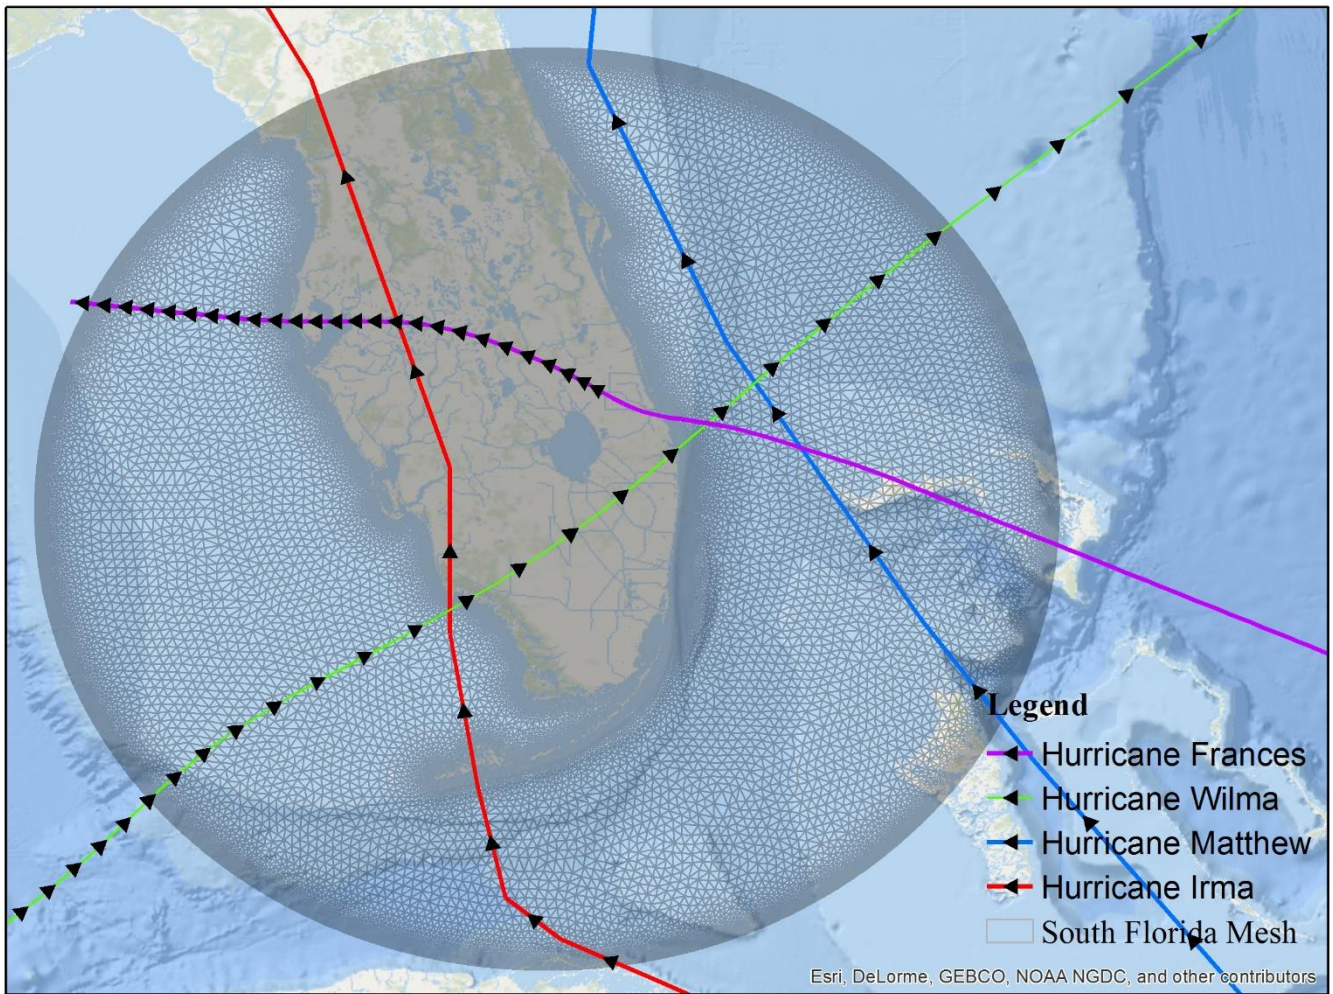 Legend
Hurricane Frances
Hurricane Wilma
Hurricane Matthew
Hurricane Irma
South Florida Mesh
Esri, DeLorme, GEBCO, NOAA NGDC, and other contributors